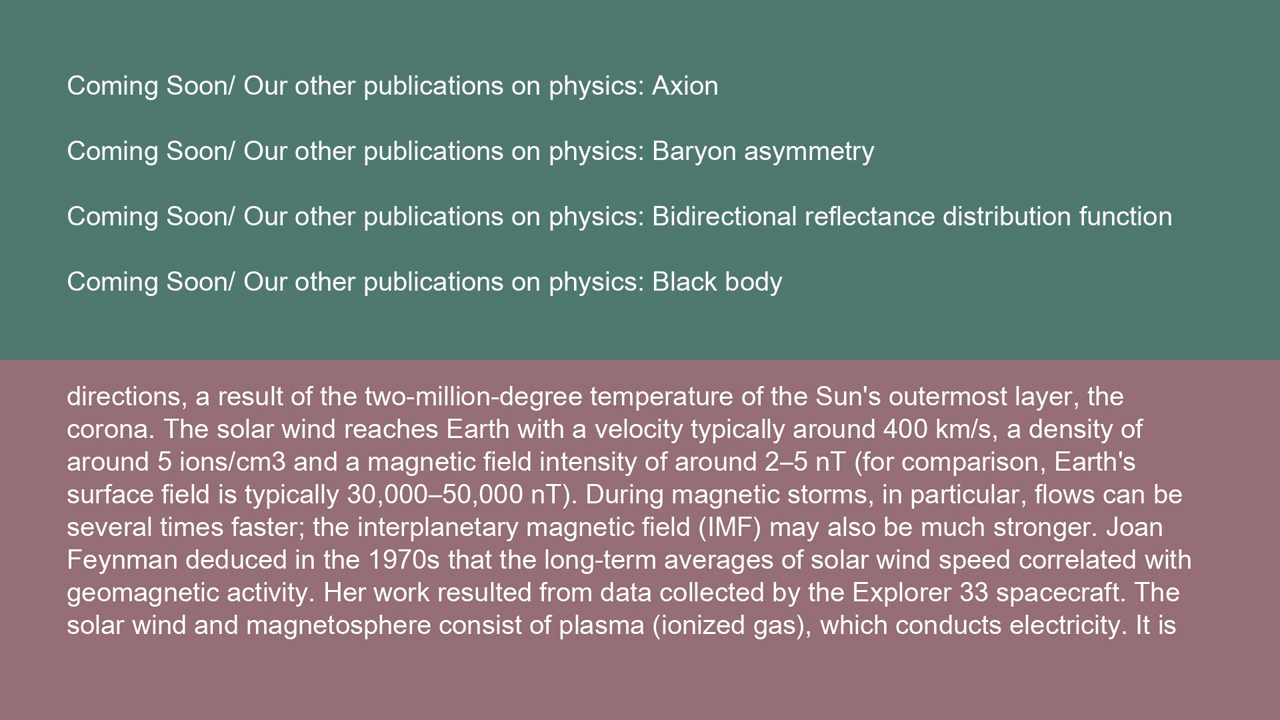 Coming Soon/ Our other publications on physics: Axion
Coming Soon/ Our other publications on physics: Baryon asymmetry
Coming Soon/ Our other publications on physics: Bidirectional reflectance distribution function
Coming Soon/ Our other publications on physics: Black body
directions, a result of the two-million-degree temperature of the Sun's outermost layer, the
corona. The solar wind reaches Earth with a velocity typically around 400 km/s, a density of
around 5 ions/cm3 and a magnetic field intensity of around 2–5 nT (for comparison, Earth's
surface field is typically 30,000–50,000 nT). During magnetic storms, in particular, flows can be
several times faster; the interplanetary magnetic field (IMF) may also be much stronger. Joan
Feynman deduced in the 1970s that the long-term averages of solar wind speed correlated with
geomagnetic activity. Her work resulted from data collected by the Explorer 33 spacecraft. The
solar wind and magnetosphere consist of plasma (ionized gas), which conducts electricity. It is